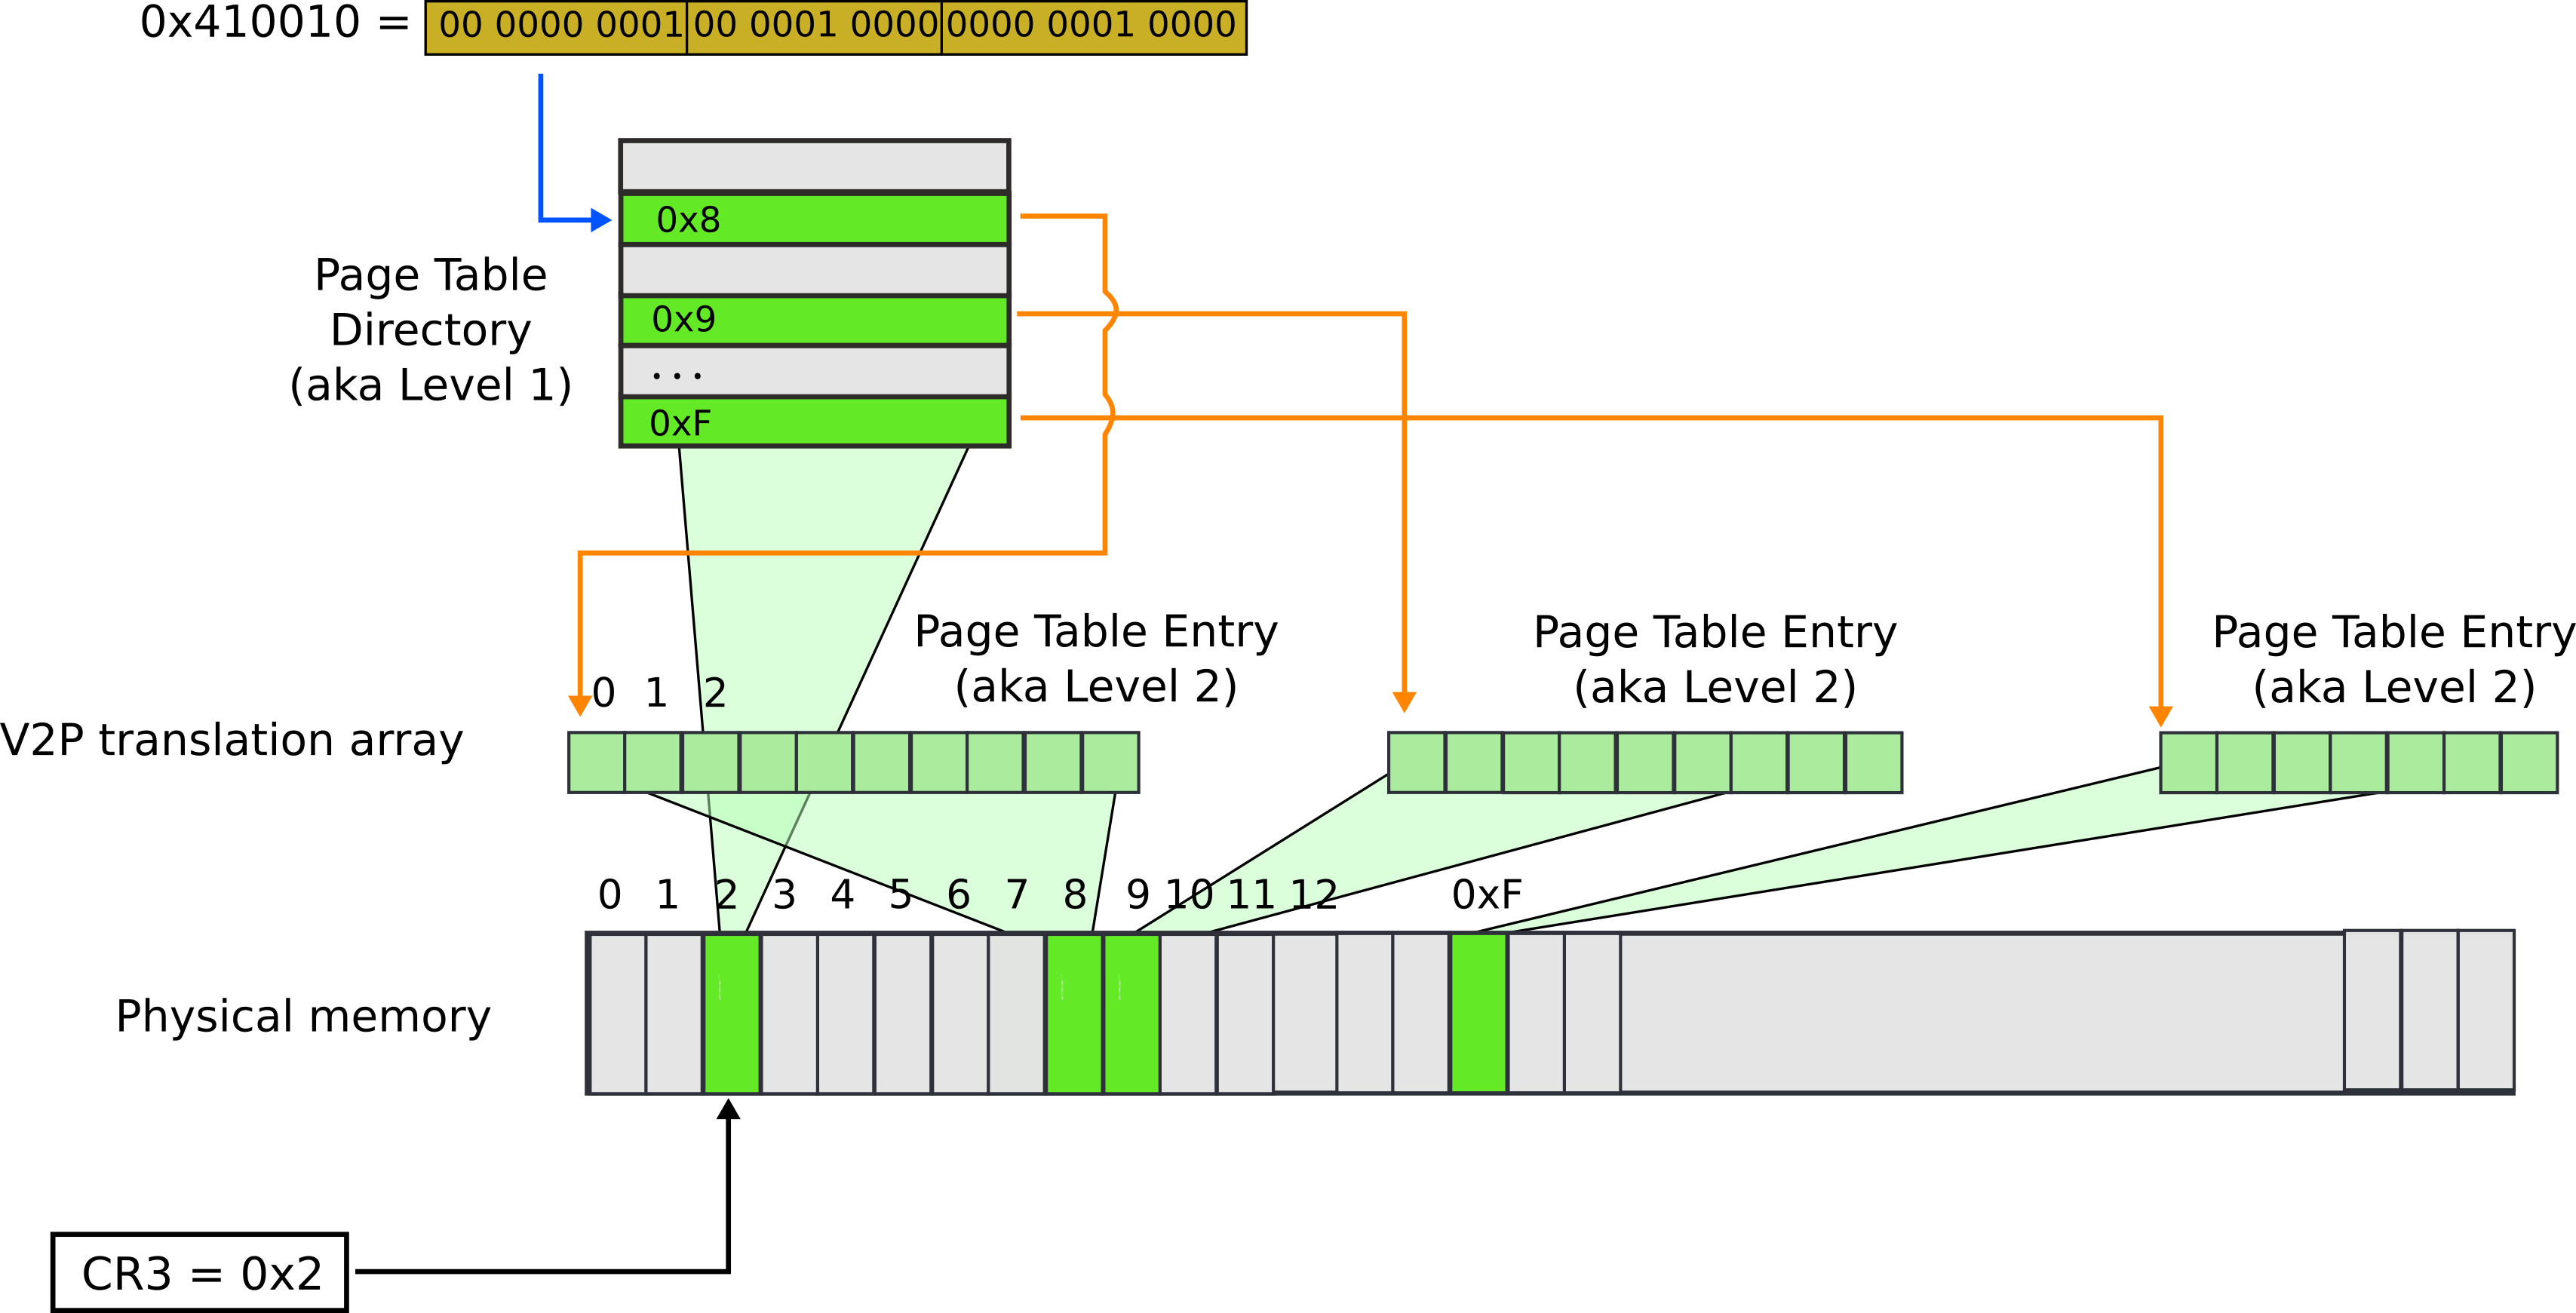 0x410010 = 00 0000 0001 00 0001 0000 0000 0001 0000
0x8
0x9
...
0xF
Page Table
Directory
(aka Level 1)
Page Table Entry
(aka Level 2)
Page Table Entry
(aka Level 2)
Page Table Entry
(aka Level 2)
0 1 2
V2P translation array
0 1 2 3 4 5 6 7 8 9 10 11 12 0xF
Physical memory
CR3 = 0x2